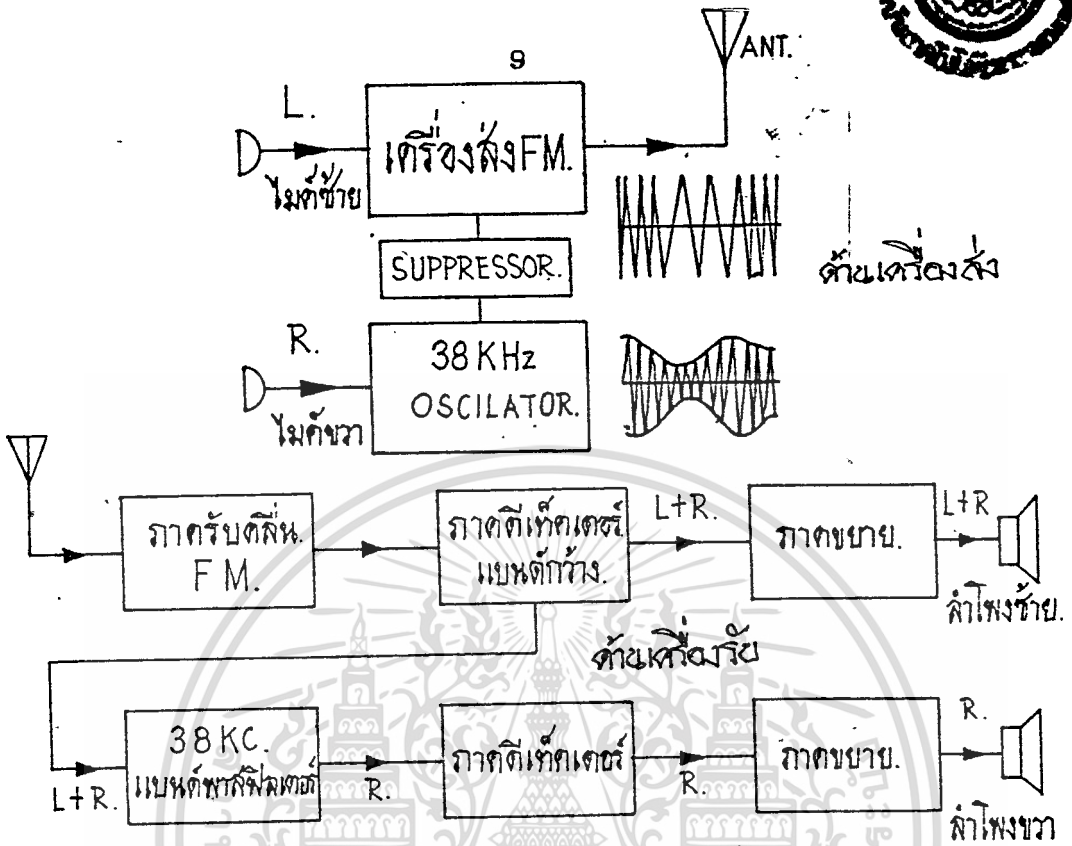 9
ANT.
L.
เครื่องส่ง FM.
ไมค์ซ้าย
SUPPRESSOR.
ด้านเครื่องส่ง
R.
38 KHz
OSCILATOR.
ไมค์ขวา
ภาครับคลื่น.
FM.
ภาคดีเท็คเตอร์
แบนด์กว้าง.
L+R.
ภาคขยาย.
L+R
ลำโพงซ้าย.
ด้านเครื่องรับ
L+R.
38 KC.
แบนด์พาสฟิลเตอร์
R.
ภาคดีเท็คเตอร์
R.
ภาคขยาย.
R.
ลำโพงขวา